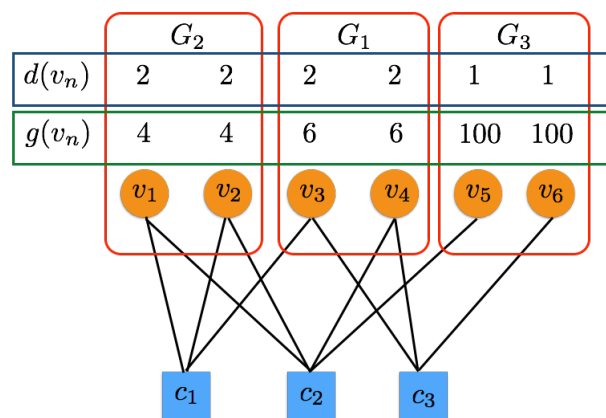 G₂ G₁ G₃
d(vₙ) 2 2 2 2 1 1
g(vₙ) 4 4 6 6 100 100
v₁ v₂ v₃ v₄ v₅ v₆
c₁ c₂ c₃